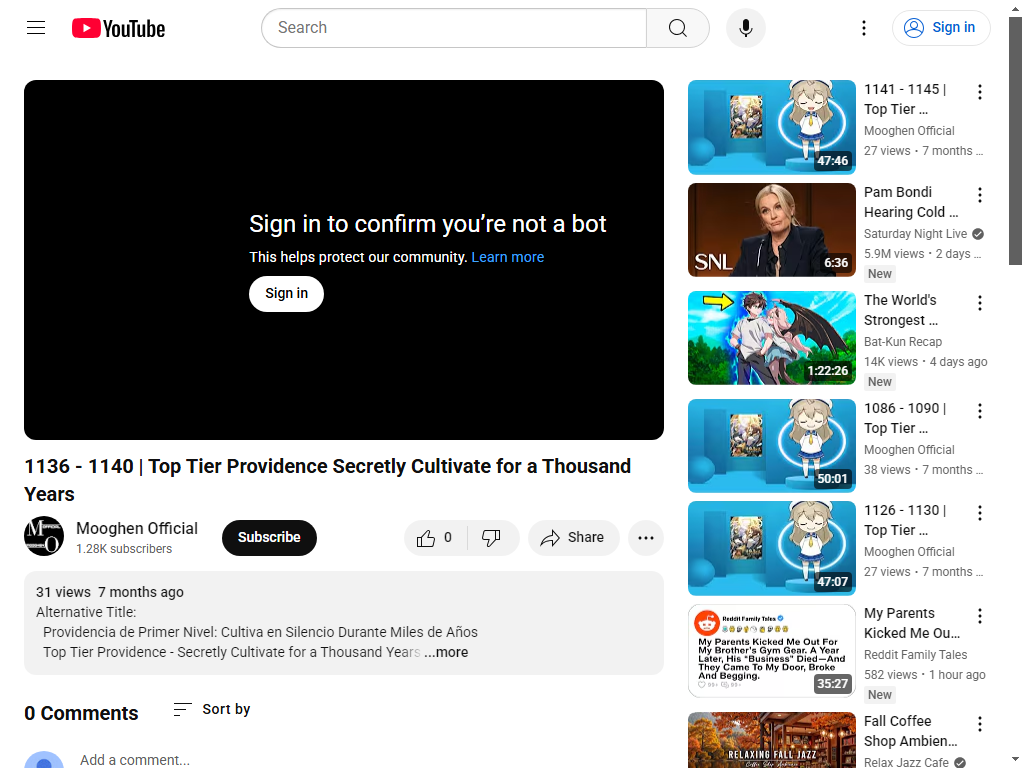 YouTube
Search
Sign in
Sign in to confirm you're not a bot
This helps protect our community. Learn more
Sign in
1136 - 1140 | Top Tier Providence Secretly Cultivate for a Thousand
Years
Mooghen Official
1.28K subscribers
Subscribe
0
Share
31 views 7 months ago
Alternative Title:
Providencia de Primer Nivel: Cultiva en Silencio Durante Miles de Años
Top Tier Providence - Secretly Cultivate for a Thousand Years ...more
0 Comments
Sort by
Add a comment...
47:46
1141 - 1145 |
Top Tier ...
Mooghen Official
27 views • 7 months ...
SNL
6:36
Pam Bondi
Hearing Cold ...
Saturday Night Live
5.9M views • 2 days ...
New
1:22:26
The World's
Strongest ...
Bat-Kun Recap
14K views • 4 days ago
New
50:01
1086 - 1090 |
Top Tier ...
Mooghen Official
38 views • 7 months ...
47:07
1126 - 1130 |
Top Tier ...
Mooghen Official
27 views • 7 months ...
Reddit Family Tales
My Parents Kicked Me Out For
My Brother's Gym Gear. A Year
Later, His "Business" Died—And
They Came To My Door, Broke
And Begging.
35:27
My Parents
Kicked Me Ou...
Reddit Family Tales
582 views • 1 hour ago
New
RELAXING FALL JAZZ
Coffee Shop Ambience
Fall Coffee
Shop Ambien...
Relax Jazz Cafe